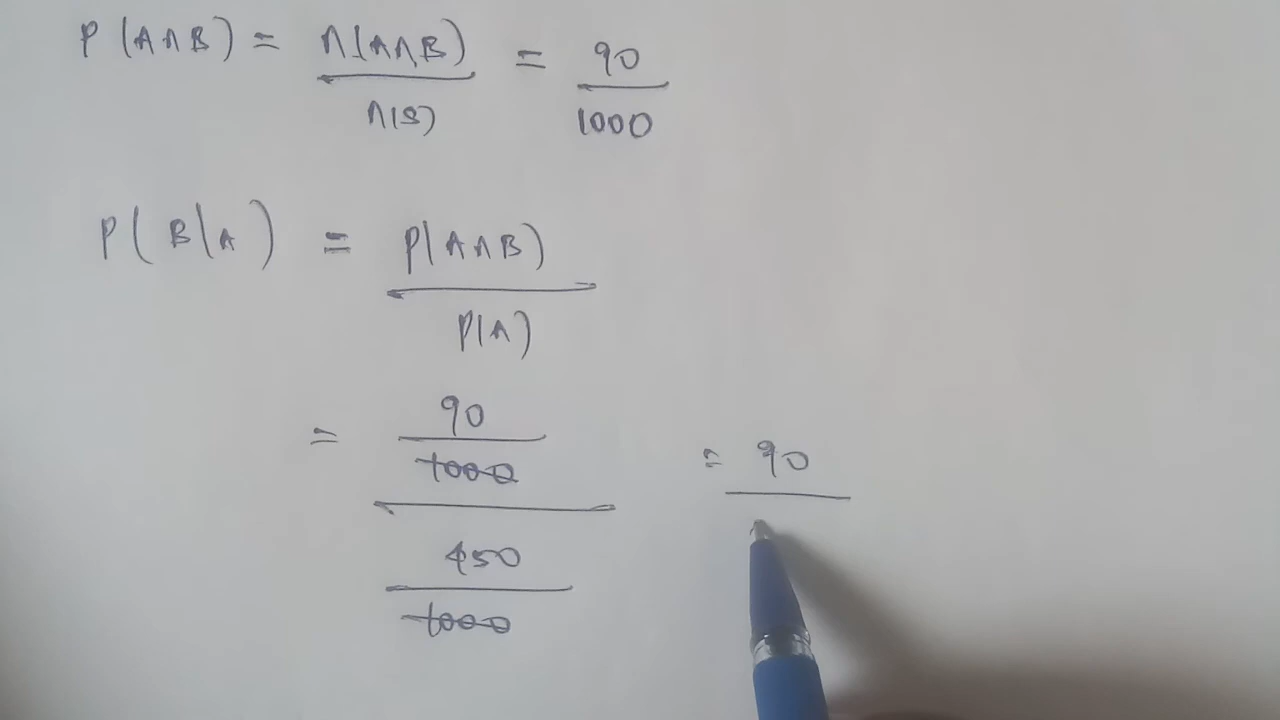 P(A∩B) = n(A∩B) / n(S) = 90 / 1000
P(B|A) = P(A∩B) / P(A)
= 90 / 1000 / 450 / 1000 = 90